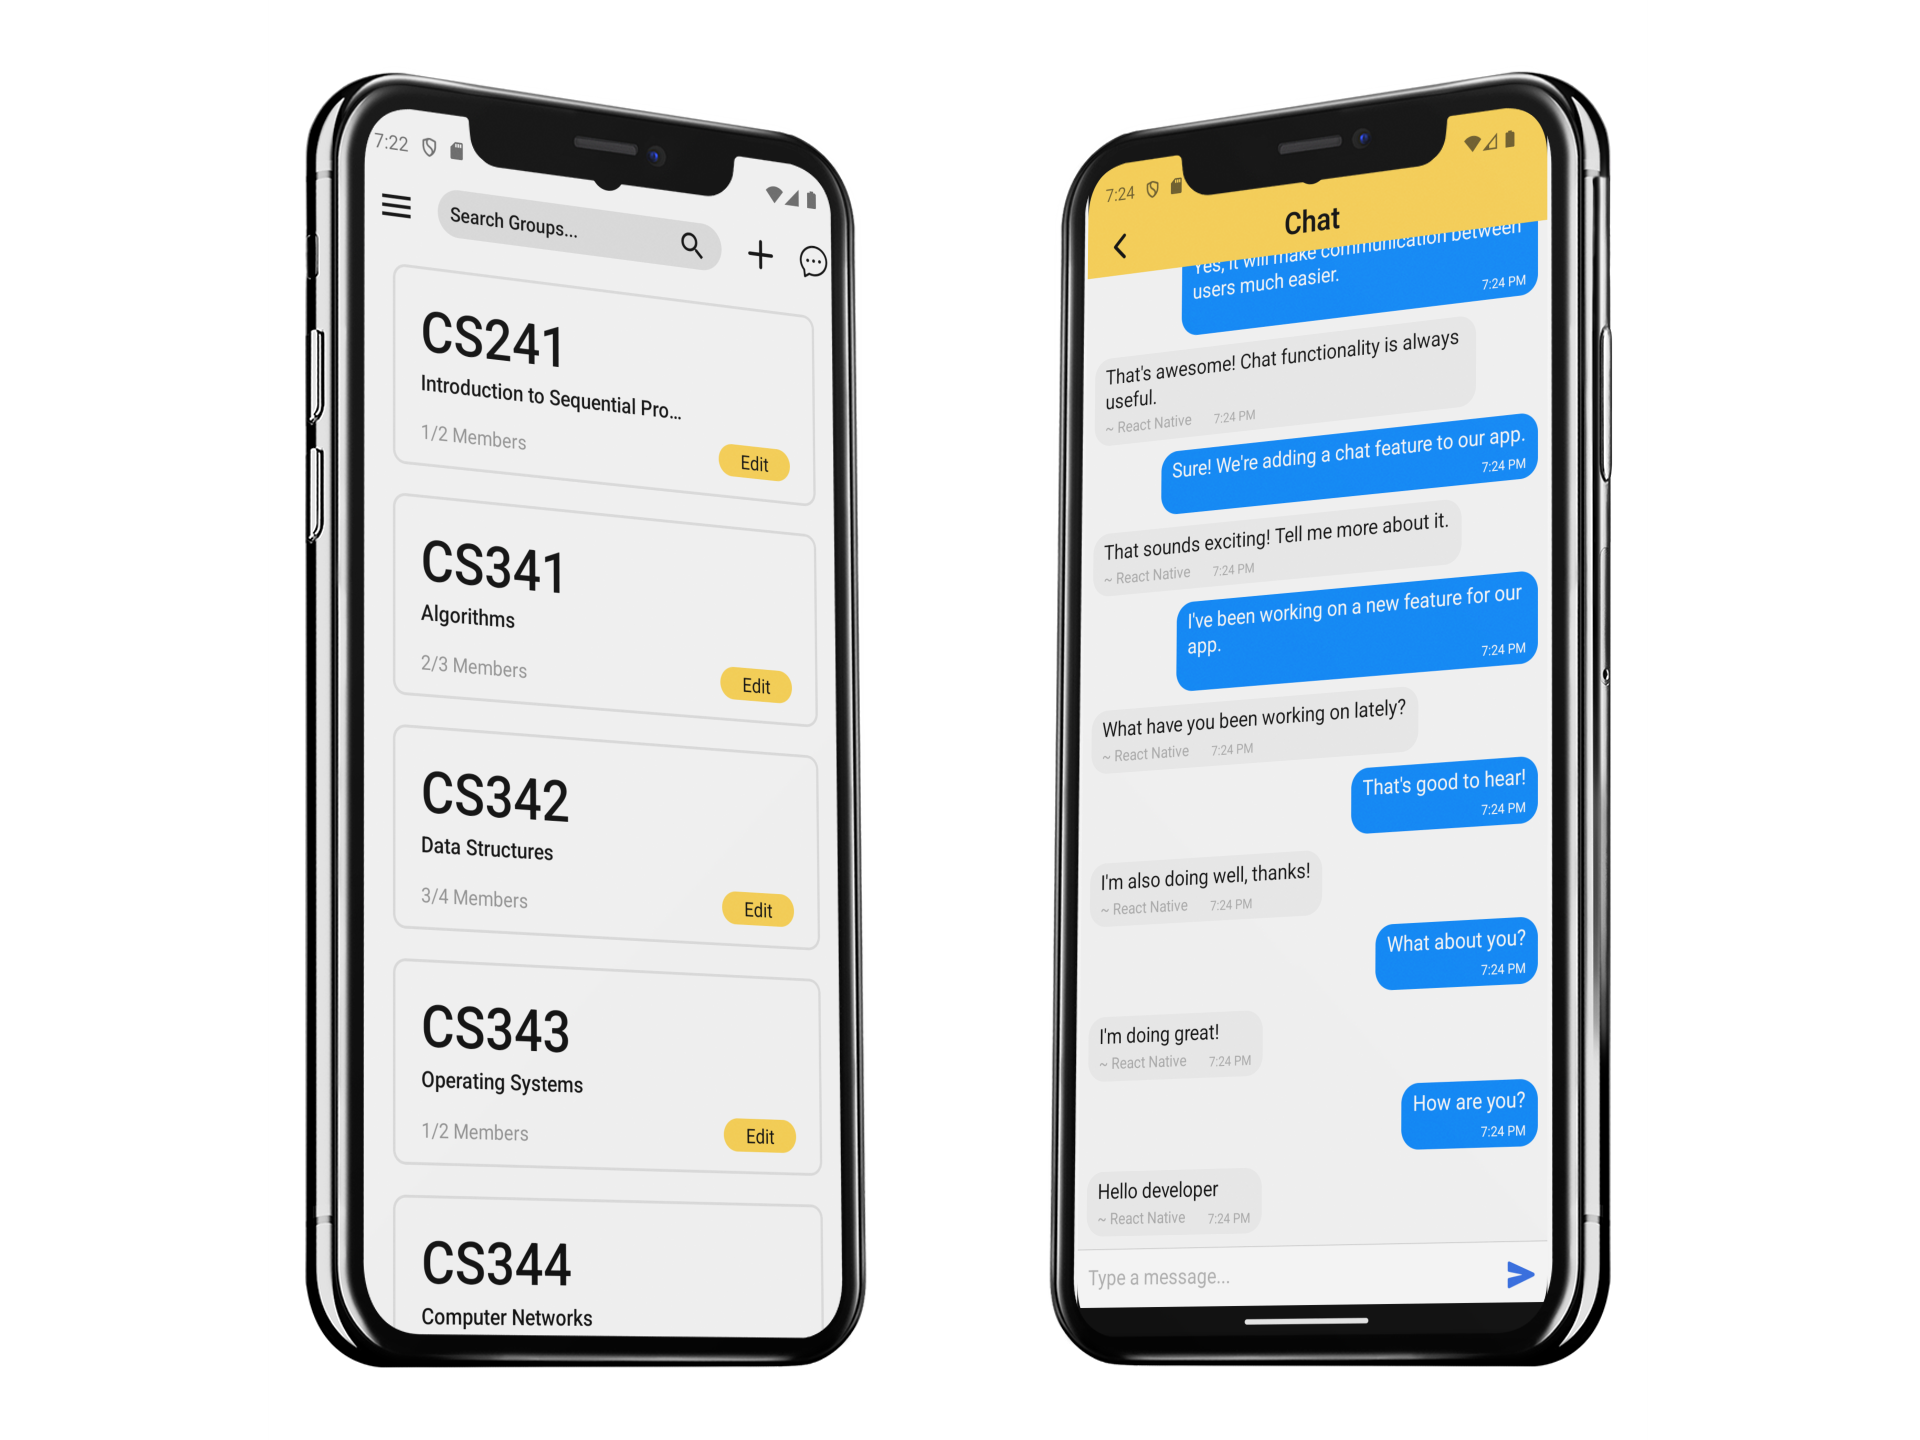 7:22
Search Groups...
CS241
Introduction to Sequential Pro...
1/2 Members
Edit
CS341
Algorithms
2/3 Members
Edit
CS342
Data Structures
3/4 Members
Edit
CS343
Operating Systems
1/2 Members
Edit
CS344
Computer Networks
7:24
Chat
Yes, it will make communication between
users much easier.
7:24 PM
That's awesome! Chat functionality is always
useful.
~ React Native 7:24 PM
Sure! We're adding a chat feature to our app.
7:24 PM
That sounds exciting! Tell me more about it.
~ React Native 7:24 PM
I've been working on a new feature for our
app.
7:24 PM
What have you been working on lately?
~ React Native 7:24 PM
That's good to hear!
7:24 PM
I'm also doing well, thanks!
~ React Native 7:24 PM
What about you?
7:24 PM
I'm doing great!
~ React Native 7:24 PM
How are you?
7:24 PM
Hello developer
~ React Native 7:24 PM
Type a message...